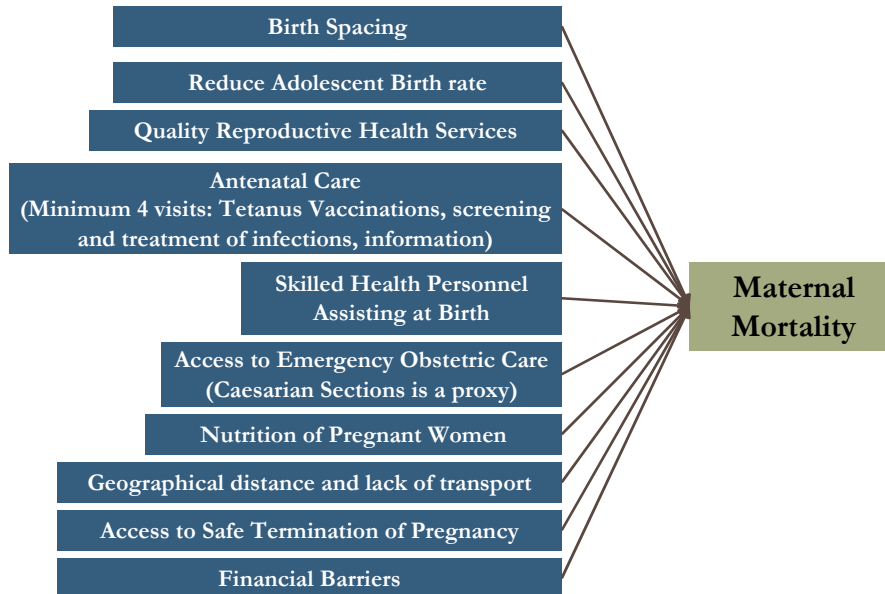 Birth Spacing
Reduce Adolescent Birth rate
Quality Reproductive Health Services
Antenatal Care
(Minimum 4 visits: Tetanus Vaccinations, screening
and treatment of infections, information)
Skilled Health Personnel
Assisting at Birth
Access to Emergency Obstetric Care
(Caesarian Sections is a proxy)
Nutrition of Pregnant Women
Geographical distance and lack of transport
Access to Safe Termination of Pregnancy
Financial Barriers
Maternal
Mortality